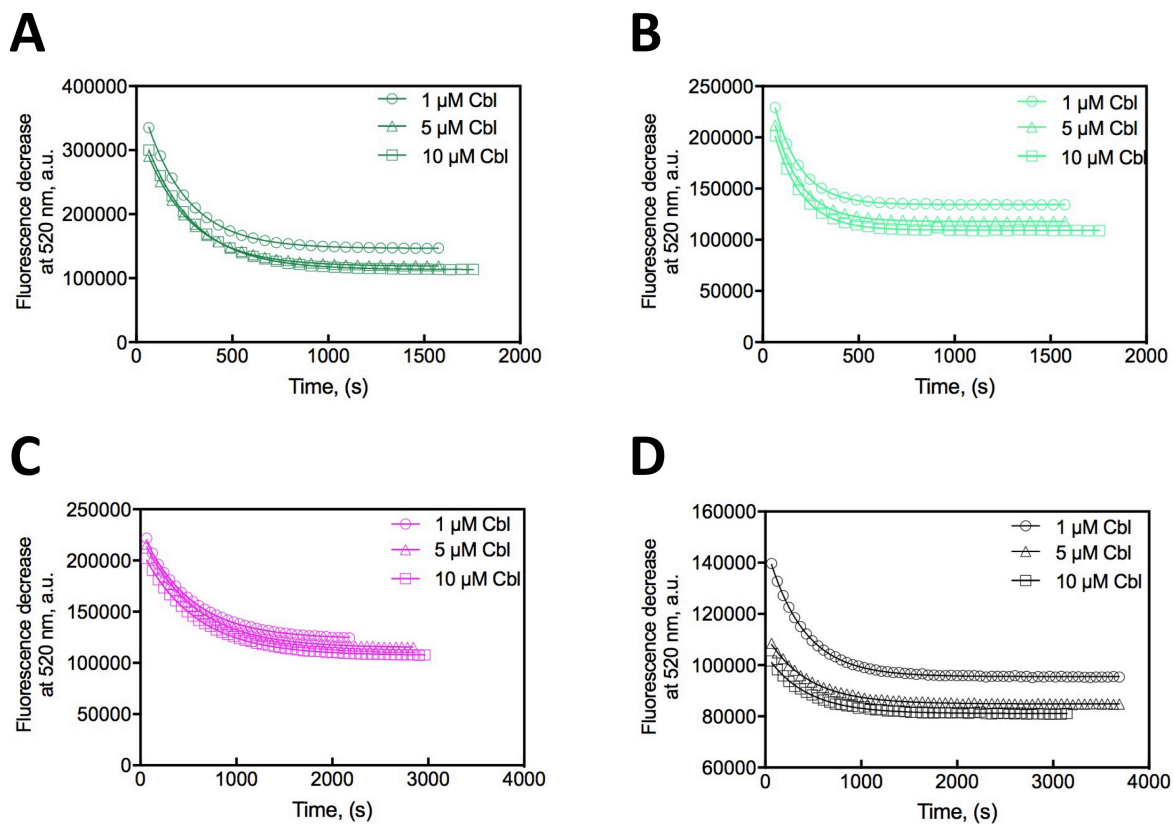 A
Fluorescence decrease
at 520 nm, a.u.
400000
300000
200000
100000
0
0 500 1000 1500 2000
Time, (s)
1 µM Cbl
5 µM Cbl
10 µM Cbl
B
Fluorescence decrease
at 520 nm, a.u.
250000
200000
150000
100000
50000
0
0 500 1000 1500 2000
Time, (s)
1 µM Cbl
5 µM Cbl
10 µM Cbl
C
Fluorescence decrease
at 520 nm, a.u.
250000
200000
150000
100000
50000
0
0 1000 2000 3000 4000
Time, (s)
1 µM Cbl
5 µM Cbl
10 µM Cbl
D
Fluorescence decrease
at 520 nm, a.u.
160000
140000
120000
100000
80000
60000
0 1000 2000 3000 4000
Time, (s)
1 µM Cbl
5 µM Cbl
10 µM Cbl